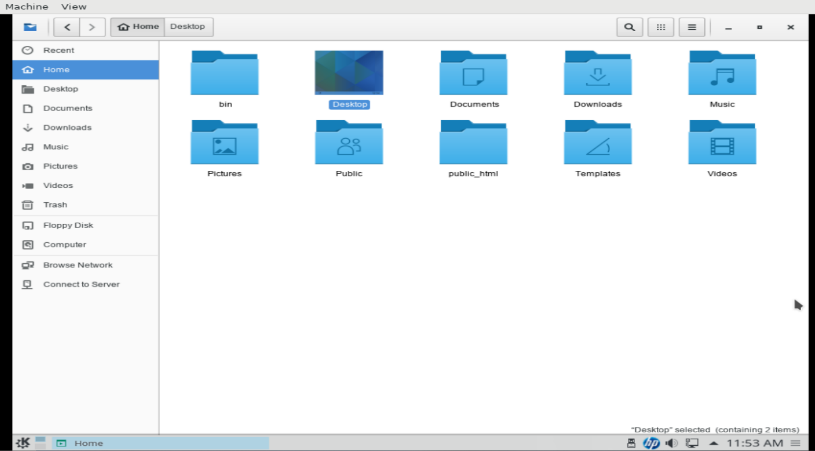 Machine View
Home Desktop
Recent
Home
Desktop
Documents
Downloads
Music
Pictures
Videos
Trash
Floppy Disk
Computer
Browse Network
Connect to Server
bin Desktop Documents Downloads Music
Pictures Public public_html Templates Videos
"Desktop" selected (containing 2 items)
Home hp 11:53 AM